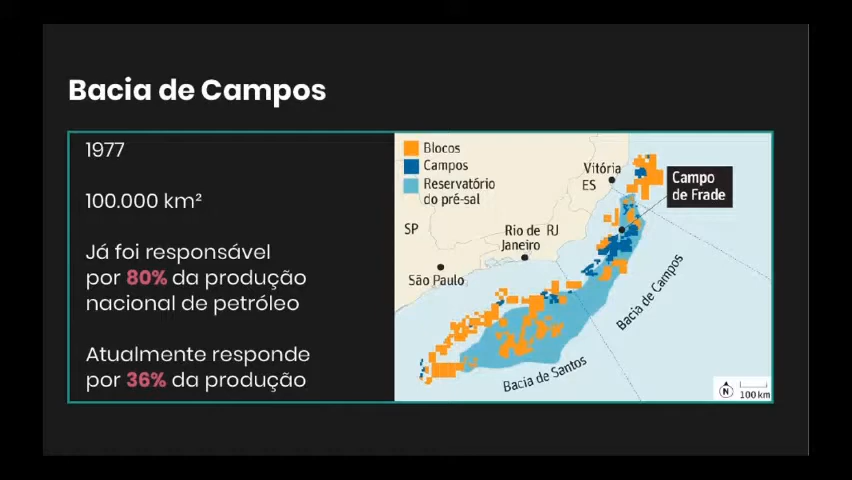 Bacia de Campos
1977
100.000 km²
Já foi responsável
por 80% da produção
nacional de petróleo
Atualmente responde
por 36% da produção
Blocos
Campos
Reservatório
do pré-sal
Vitória
ES
Campo
de Frade
SP
Rio de RJ
Janeiro
São Paulo
Bacia de Campos
Bacia de Santos
N
100 km